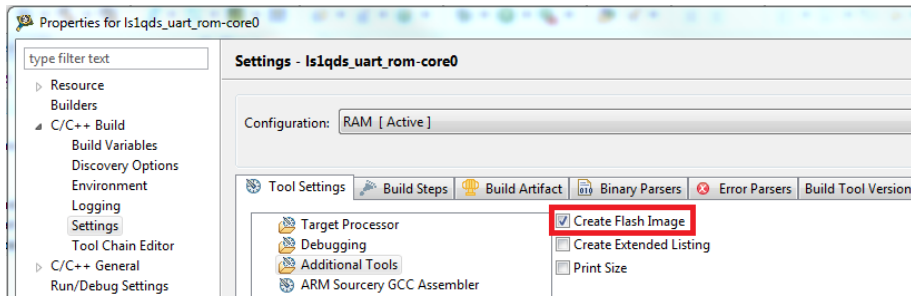 Properties for ls1qds_uart_rom-core0
type filter text
Resource
Builders
C/C++ Build
Build Variables
Discovery Options
Environment
Logging
Settings
Tool Chain Editor
C/C++ General
Run/Debug Settings
Settings - ls1qds_uart_rom-core0
Configuration: RAM [ Active ]
Tool Settings Build Steps Build Artifact Binary Parsers Error Parsers Build Tool Version
Target Processor
Debugging
Additional Tools
ARM Sourcery GCC Assembler
Create Flash Image
Create Extended Listing
Print Size